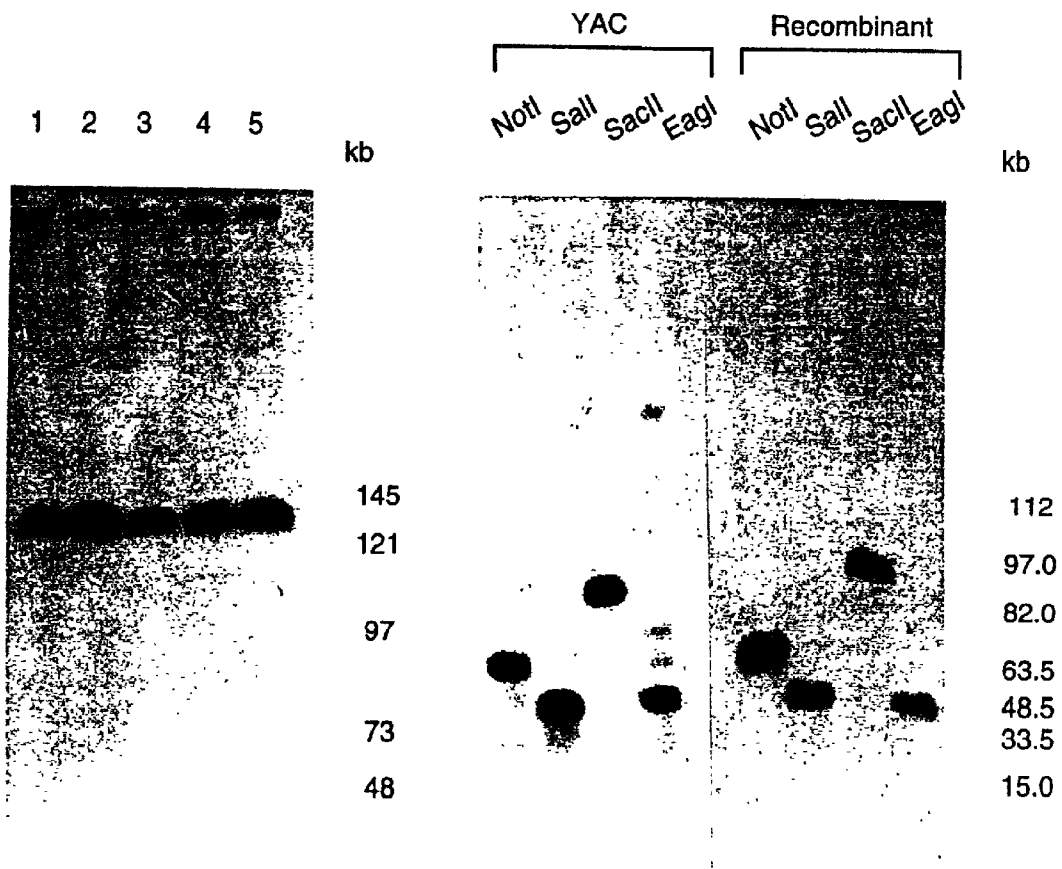 YAC Recombinant
1 2 3 4 5
kb
NotI SalI SacII EagI NotI SalI SacII EagI
kb
145
121
97
73
48
112
97.0
82.0
63.5
48.5
33.5
15.0